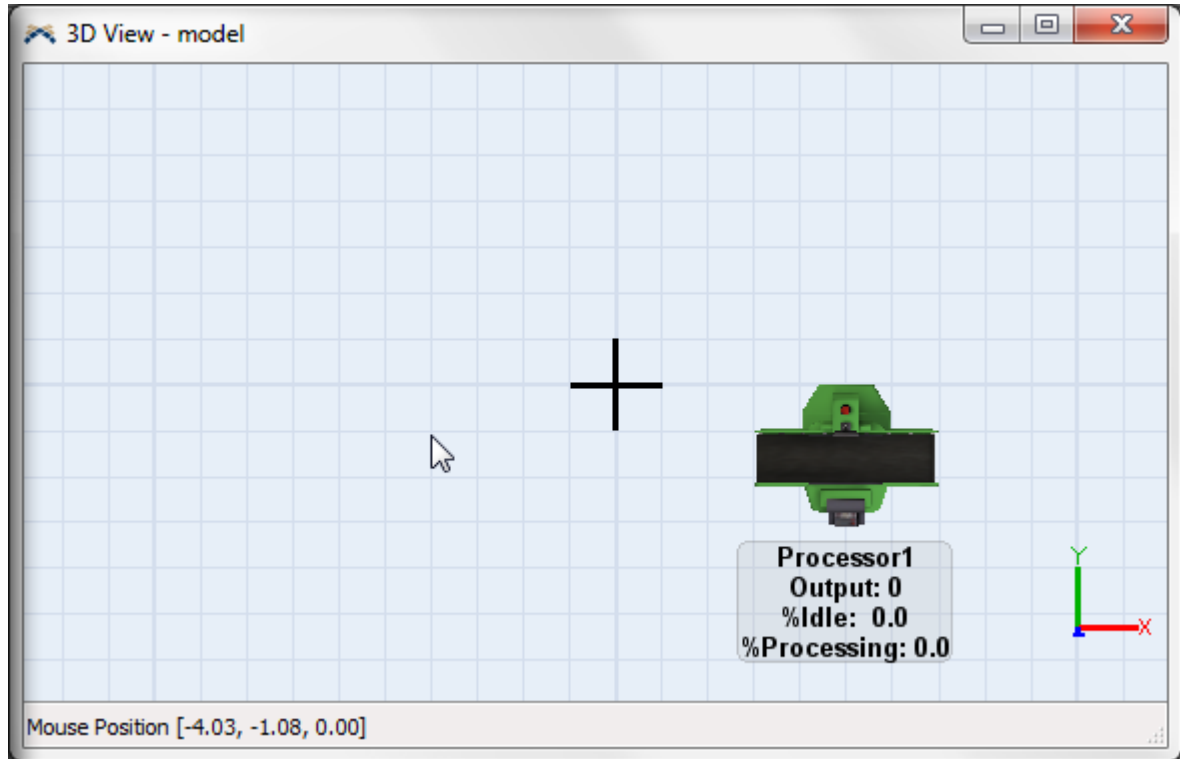 3D View - model
Processor1
Output: 0
%Idle: 0.0
%Processing: 0.0
Y
X
Mouse Position [-4.03, -1.08, 0.00]